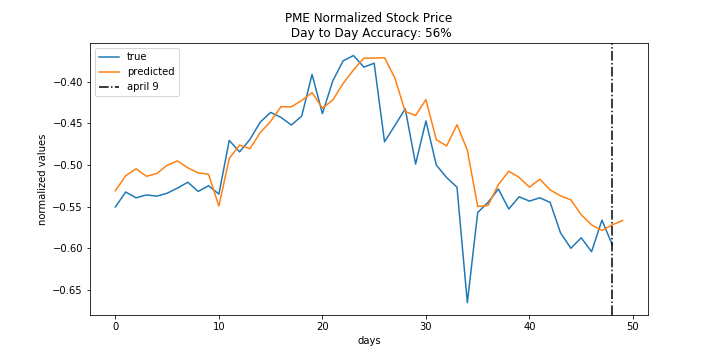 PME Normalized Stock Price
Day to Day Accuracy: 56%
true
predicted
april 9
normalized values
−0.40
−0.45
−0.50
−0.55
−0.60
−0.65
0
10
20
30
40
50
days